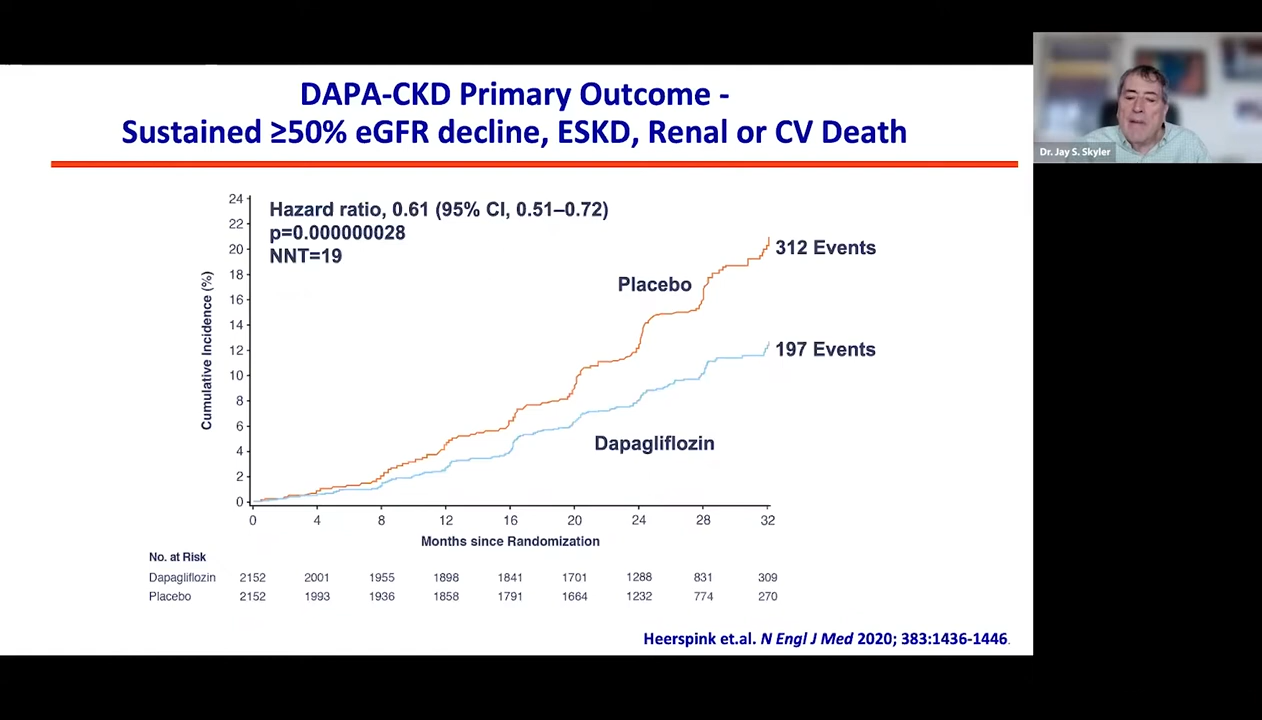 DAPA-CKD Primary Outcome -
Sustained ≥50% eGFR decline, ESKD, Renal or CV Death
Dr. Jay S. Skyler
Hazard ratio, 0.61 (95% CI, 0.51–0.72)
p=0.000000028
NNT=19
Cumulative Incidence (%)
24
22
20
18
16
14
12
10
8
6
4
2
0
312 Events
Placebo
197 Events
Dapagliflozin
0 4 8 12 16 20 24 28 32
Months since Randomization
No. at Risk
Dapagliflozin 2152 2001 1955 1898 1841 1701 1288 831 309
Placebo 2152 1993 1936 1858 1791 1664 1232 774 270
Heerspink et.al. N Engl J Med 2020; 383:1436-1446.